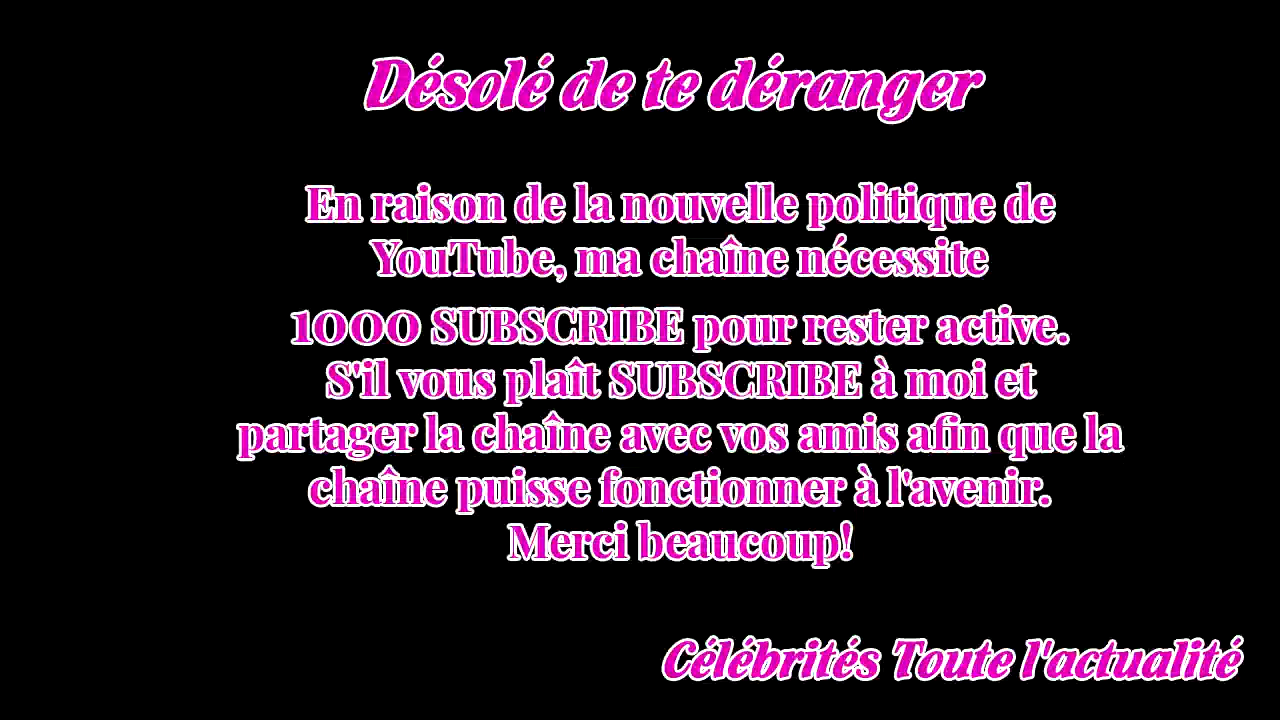 Désolé de te déranger
En raison de la nouvelle politique de
YouTube, ma chaîne nécessite
1000 SUBSCRIBE pour rester active.
S'il vous plaît SUBSCRIBE à moi et
partager la chaîne avec vos amis afin que la
chaîne puisse fonctionner à l'avenir.
Merci beaucoup!
Célébrités Toute l'actualité